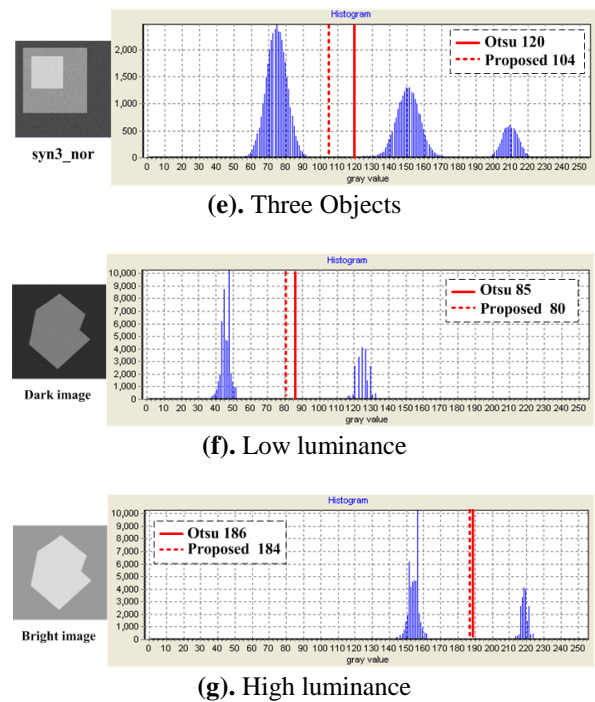 Histogram
Otsu 120
Proposed 104
2,500
2,000
1,500
1,000
500
0
0 10 20 30 40 50 60 70 80 90 100 110 120 130 140 150 160 170 180 190 200 210 220 230 240 250
gray value
syn3_nor
(e). Three Objects
Histogram
Otsu 85
Proposed 80
10,000
9,000
8,000
7,000
6,000
5,000
4,000
3,000
2,000
1,000
0
0 10 20 30 40 50 60 70 80 90 100 110 120 130 140 150 160 170 180 190 200 210 220 230 240 250
gray value
Dark image
(f). Low luminance
Histogram
Otsu 186
Proposed 184
10,000
9,000
8,000
7,000
6,000
5,000
4,000
3,000
2,000
1,000
0
0 10 20 30 40 50 60 70 80 90 100 110 120 130 140 150 160 170 180 190 200 210 220 230 240 250
gray value
Bright image
(g). High luminance